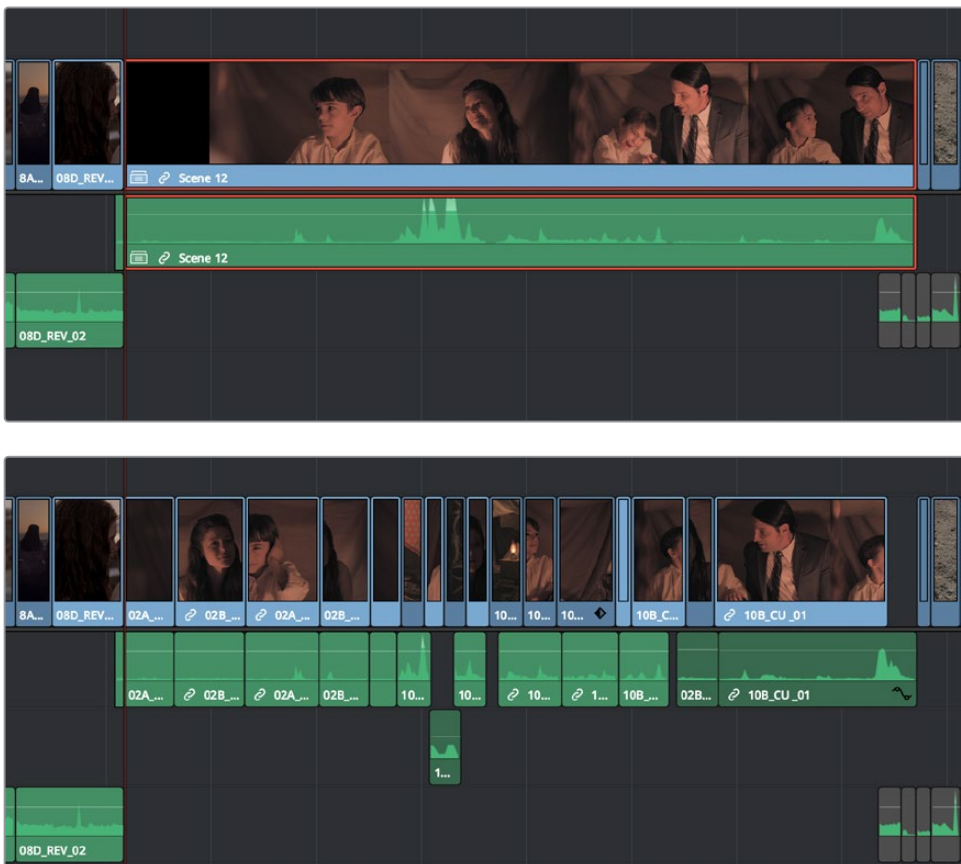 8A... 08D_REV... Scene 12
Scene 12
08D_REV_02
8A... 08D_REV... 02A_... 02B_... 02A_... 02B_... 10... 10... 10... 10B_C... 10B_CU_01
02A_... 02B_... 02A_... 02B_... 10... 10... 10... 1... 10B_... 02B... 10B_CU_01
1...
08D_REV_02